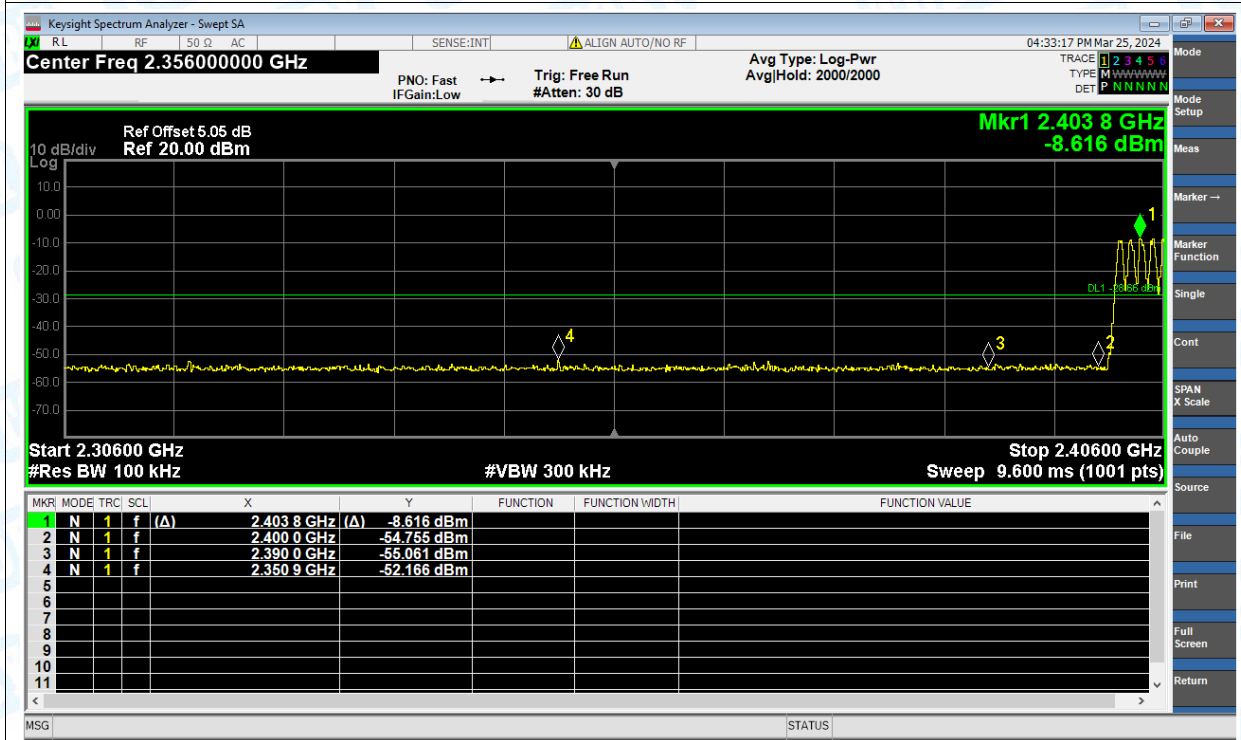 Keysight Spectrum Analyzer - Swept SA
LXI RL RF 50 Ω AC SENSE:INT ALIGN AUTO/NO RF 04:33:17 PM Mar 25, 2024
Center Freq 2.356000000 GHz
PNO: Fast
IFGain:Low
Trig: Free Run
#Atten: 30 dB
Avg Type: Log-Pwr
Avg|Hold: 2000/2000
TRACE 1 2 3 4 5 6
TYPE M W W W W W
DET P N N N N N
Mkr1 2.403 8 GHz
-8.616 dBm
Ref Offset 5.05 dB
10 dB/div Ref 20.00 dBm
Log
10.0
0.00
-10.0
-20.0
-30.0
-40.0
-50.0
-60.0
-70.0
1
DL1 -28.66 dBm
4
3
2
Start 2.30600 GHz Stop 2.40600 GHz
#Res BW 100 kHz #VBW 300 kHz Sweep 9.600 ms (1001 pts)
MKR MODE TRC SCL X Y FUNCTION FUNCTION WIDTH FUNCTION VALUE
1 N 1 f (Δ) 2.403 8 GHz (Δ) -8.616 dBm
2 N 1 f 2.400 0 GHz -54.755 dBm
3 N 1 f 2.390 0 GHz -55.061 dBm
4 N 1 f 2.350 9 GHz -52.166 dBm
5
6
7
8
9
10
11
MSG STATUS
Mode
Mode
Setup
Meas
Marker →
Marker
Function
Single
Cont
SPAN
X Scale
Auto
Couple
Source
File
Print
Full
Screen
Return